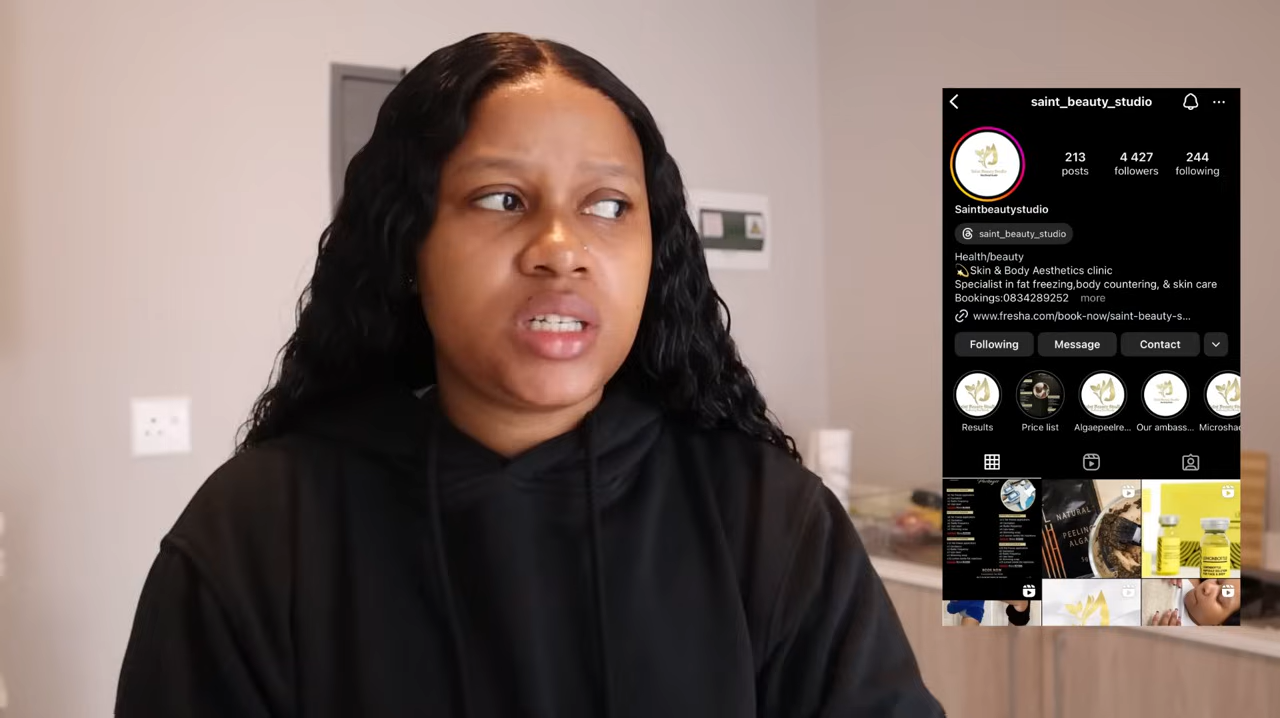 saint_beauty_studio
213
posts
4 427
followers
244
following
Saintbeautystudio
saint_beauty_studio
Health/beauty
Skin & Body Aesthetics clinic
Specialist in fat freezing,body countering, & skin care
Bookings:0834289252 more
www.fresha.com/book-now/saint-beauty-s...
Following
Message
Contact
Results
Price list
Algaepeelre...
Our ambass...
Microshad
NATURAL
PEELING
ALGA